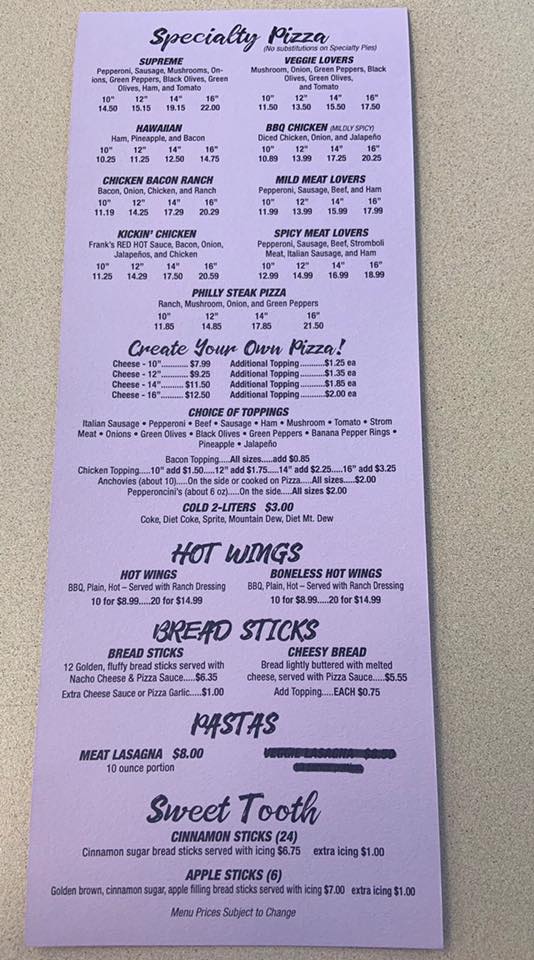 Specialty Pizza
(No substitutions on Specialty Pies)
SUPREME
Pepperoni, Sausage, Mushrooms, On-
ions, Green Peppers, Black Olives, Green
Olives, Ham, and Tomato
10" 12" 14" 16"
14.50 15.15 19.15 22.00
VEGGIE LOVERS
Mushroom, Onion, Green Peppers, Black
Olives, Green Olives,
and Tomato
10" 12" 14" 16"
11.50 13.50 15.50 17.50
HAWAIIAN
Ham, Pineapple, and Bacon
10" 12" 14" 16"
10.25 11.25 12.50 14.75
BBQ CHICKEN (MILDLY SPICY)
Diced Chicken, Onion, and Jalapeño
10" 12" 14" 16"
10.89 13.99 17.25 20.25
CHICKEN BACON RANCH
Bacon, Onion, Chicken, and Ranch
10" 12" 14" 16"
11.19 14.25 17.29 20.29
MILD MEAT LOVERS
Pepperoni, Sausage, Beef, and Ham
10" 12" 14" 16"
11.99 13.99 15.99 17.99
KICKIN' CHICKEN
Frank's RED HOT Sauce, Bacon, Onion,
Jalapeños, and Chicken
10" 12" 14" 16"
11.25 14.29 17.50 20.59
SPICY MEAT LOVERS
Pepperoni, Sausage, Beef, Stromboli
Meat, Italian Sausage, and Ham
10" 12" 14" 16"
12.99 14.99 16.99 18.99
PHILLY STEAK PIZZA
Ranch, Mushroom, Onion, and Green Peppers
10" 12" 14" 16"
11.85 14.85 17.85 21.50
Create Your Own Pizza!
Cheese - 10"........... $7.99 Additional Topping..........$1.25 ea
Cheese - 12"........... $9.25 Additional Topping..........$1.35 ea
Cheese - 14"......... $11.50 Additional Topping..........$1.85 ea
Cheese - 16"......... $12.50 Additional Topping..........$2.00 ea
CHOICE OF TOPPINGS
Italian Sausage • Pepperoni • Beef • Sausage • Ham • Mushroom • Tomato • Strom
Meat • Onions • Green Olives • Black Olives • Green Peppers • Banana Pepper Rings •
Pineapple • Jalapeño
Bacon Topping.....All sizes.....add $0.85
Chicken Topping.....10" add $1.50.....12" add $1.75.....14" add $2.25.....16" add $3.25
Anchovies (about 10).....On the side or cooked on Pizza.....All sizes.....$2.00
Pepperoncini's (about 6 oz).....On the side.....All sizes $2.00
COLD 2-LITERS $3.00
Coke, Diet Coke, Sprite, Mountain Dew, Diet Mt. Dew
HOT WINGS
HOT WINGS
BBQ, Plain, Hot – Served with Ranch Dressing
10 for $8.99.....20 for $14.99
BONELESS HOT WINGS
BBQ, Plain, Hot – Served with Ranch Dressing
10 for $8.99.....20 for $14.99
BREAD STICKS
BREAD STICKS
12 Golden, fluffy bread sticks served with
Nacho Cheese & Pizza Sauce.....$6.35
Extra Cheese Sauce or Pizza Garlic.....$1.00
CHEESY BREAD
Bread lightly buttered with melted
cheese, served with Pizza Sauce.....$5.55
Add Topping.....EACH $0.75
PASTAS
MEAT LASAGNA $8.00
10 ounce portion
VEGGIE LASAGNA
Sweet Tooth
CINNAMON STICKS (24)
Cinnamon sugar bread sticks served with icing $6.75 extra icing $1.00
APPLE STICKS (6)
Golden brown, cinnamon sugar, apple filling bread sticks served with icing $7.00 extra icing $1.00
Menu Prices Subject to Change